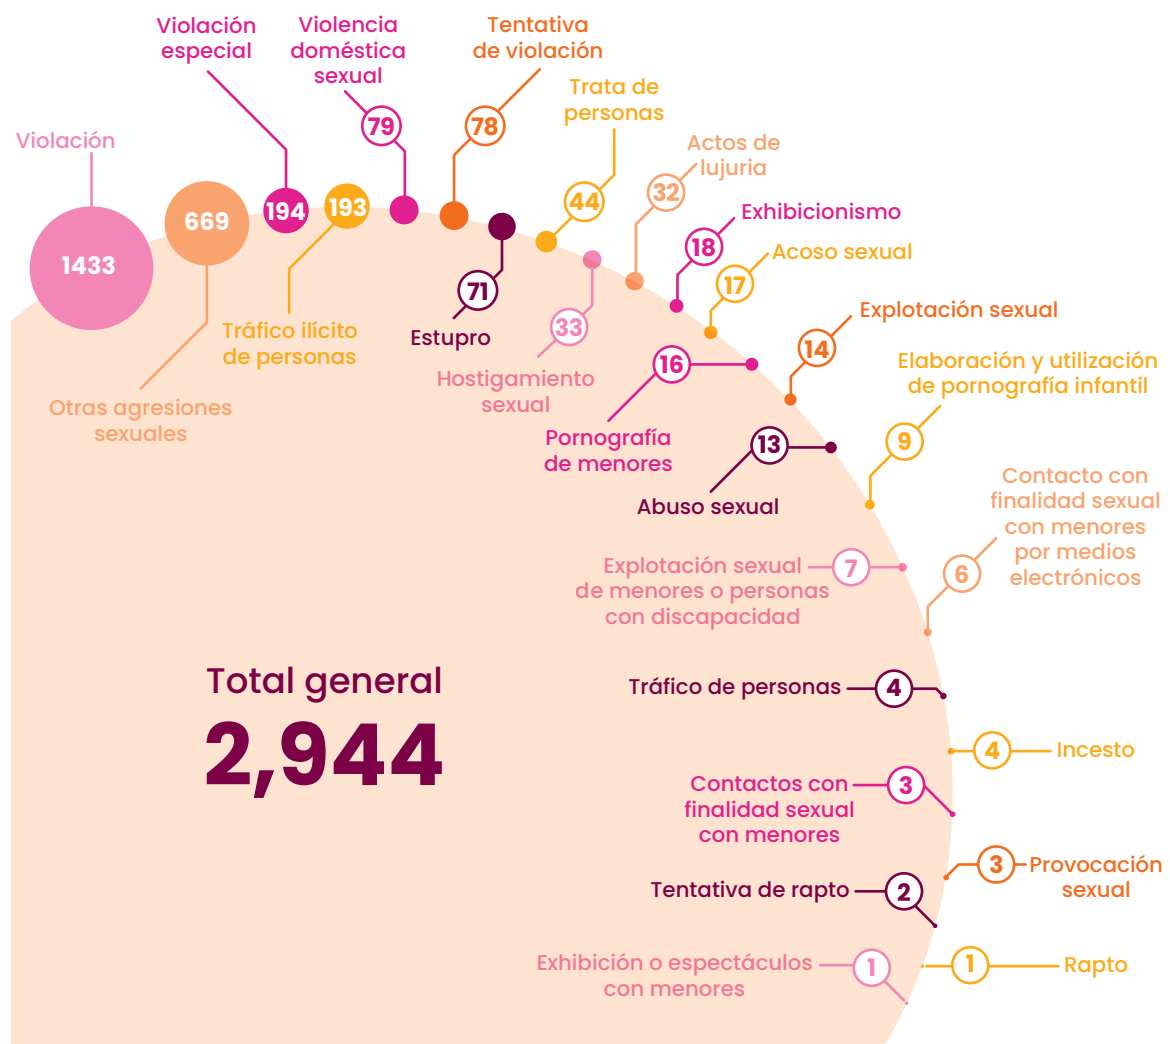 Violación
1433
Otras agresiones
sexuales
669
Violación
especial
194
Tráfico ilícito
de personas
193
Violencia
doméstica
sexual
79
Tentativa
de violación
78
Estupro
71
Trata de
personas
44
Hostigamiento
sexual
33
Actos de
lujuria
32
Exhibicionismo
18
Acoso sexual
17
Pornografía
de menores
16
Explotación sexual
14
Abuso sexual
13
Elaboración y utilización
de pornografía infantil
9
Explotación sexual
de menores o personas
con discapacidad
7
Contacto con
finalidad sexual
con menores
por medios
electrónicos
6
Tráfico de personas
4
Incesto
4
Contactos con
finalidad sexual
con menores
3
Provocación
sexual
3
Tentativa de rapto
2
Rapto
1
Exhibición o espectáculos
con menores
1
Total general
2,944